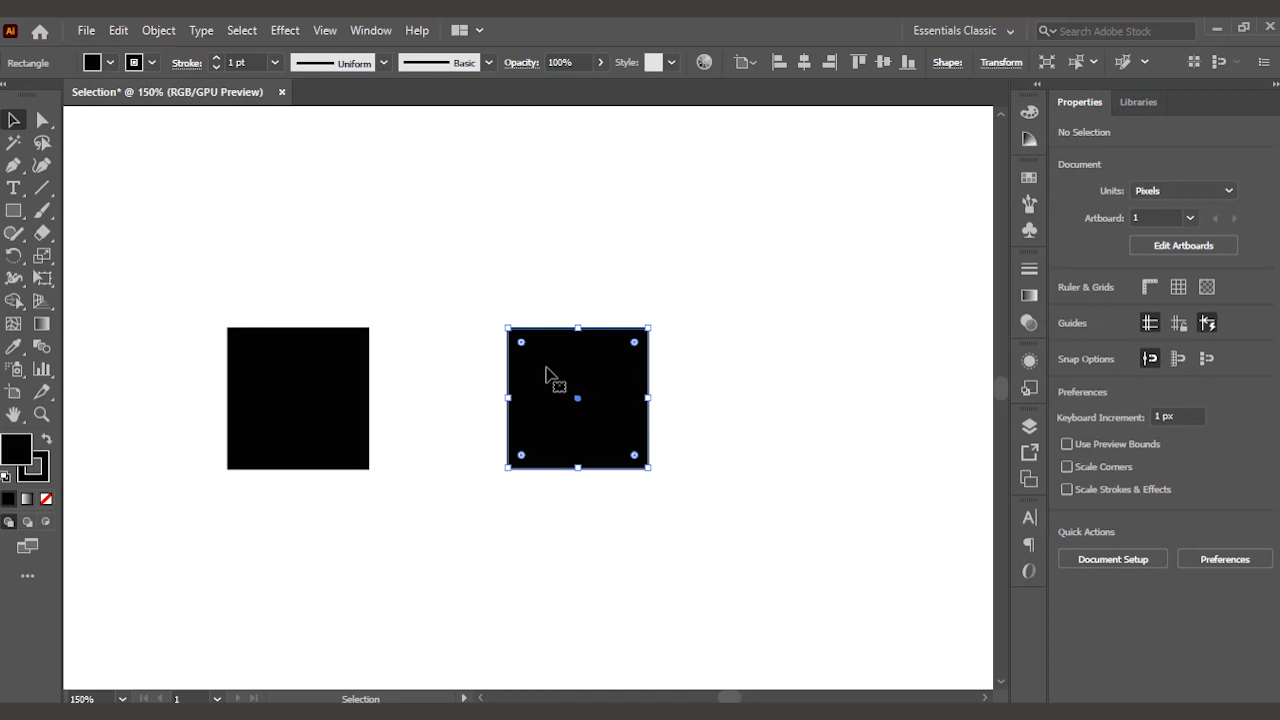 Ai File Edit Object Type Select Effect View Window Help Essentials Classic Search Adobe Stock
Rectangle Stroke: 1 pt Uniform Basic Opacity: 100% Style: Shape: Transform
Selection* @ 150% (RGB/GPU Preview) ×
Properties Libraries
No Selection
Document
Units: Pixels
Artboard: 1
Edit Artboards
Ruler & Grids
Guides
Snap Options
Preferences
Keyboard Increment: 1 px
Use Preview Bounds
Scale Corners
Scale Strokes & Effects
Quick Actions
Document Setup Preferences
150% 1 Selection